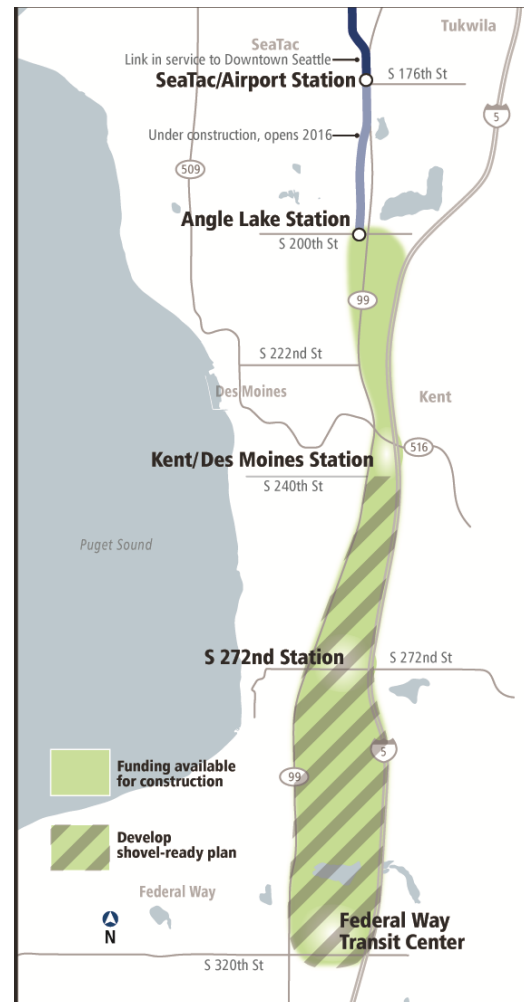 Tukwila
SeaTac
Link in service to Downtown Seattle
SeaTac/Airport Station
S 176th St
5
Under construction, opens 2016
509
Angle Lake Station
S 200th St
99
S 222nd St
Des Moines
Kent
516
Kent/Des Moines Station
S 240th St
Puget Sound
S 272nd Station
S 272nd St
5
Funding available
for construction
99
Develop
shovel-ready plan
Federal Way
N
Federal Way
Transit Center
S 320th St